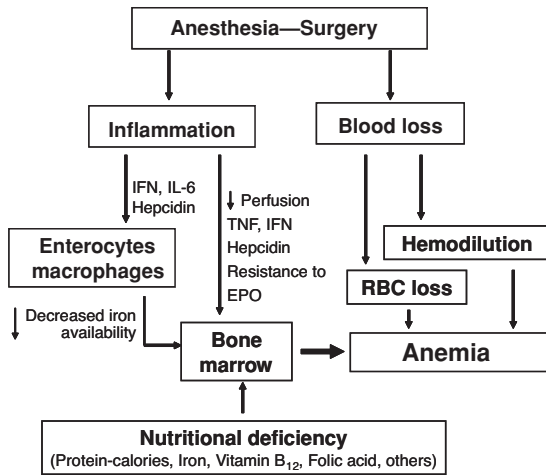 Anesthesia—Surgery
Inflammation
Blood loss
IFN, IL-6
Hepcidin
↓ Perfusion
TNF, IFN
Hepcidin
Resistance to
EPO
Enterocytes
macrophages
Hemodilution
RBC loss
↓ Decreased iron
availability
Bone
marrow
Anemia
Nutritional deficiency
(Protein-calories, Iron, Vitamin B₁₂, Folic acid, others)